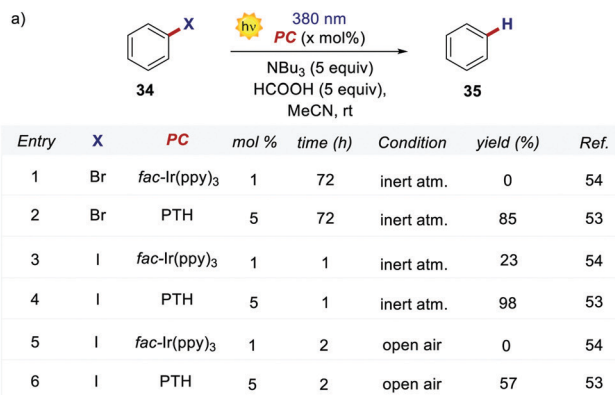 a)
X
hν
380 nm
PC (x mol%)
NBu₃ (5 equiv)
HCOOH (5 equiv),
MeCN, rt
H
34
35
Entry X PC mol % time (h) Condition yield (%) Ref.
1 Br fac-Ir(ppy)₃ 1 72 inert atm. 0 54
2 Br PTH 5 72 inert atm. 85 53
3 I fac-Ir(ppy)₃ 1 1 inert atm. 23 54
4 I PTH 5 1 inert atm. 98 53
5 I fac-Ir(ppy)₃ 1 2 open air 0 54
6 I PTH 5 2 open air 57 53